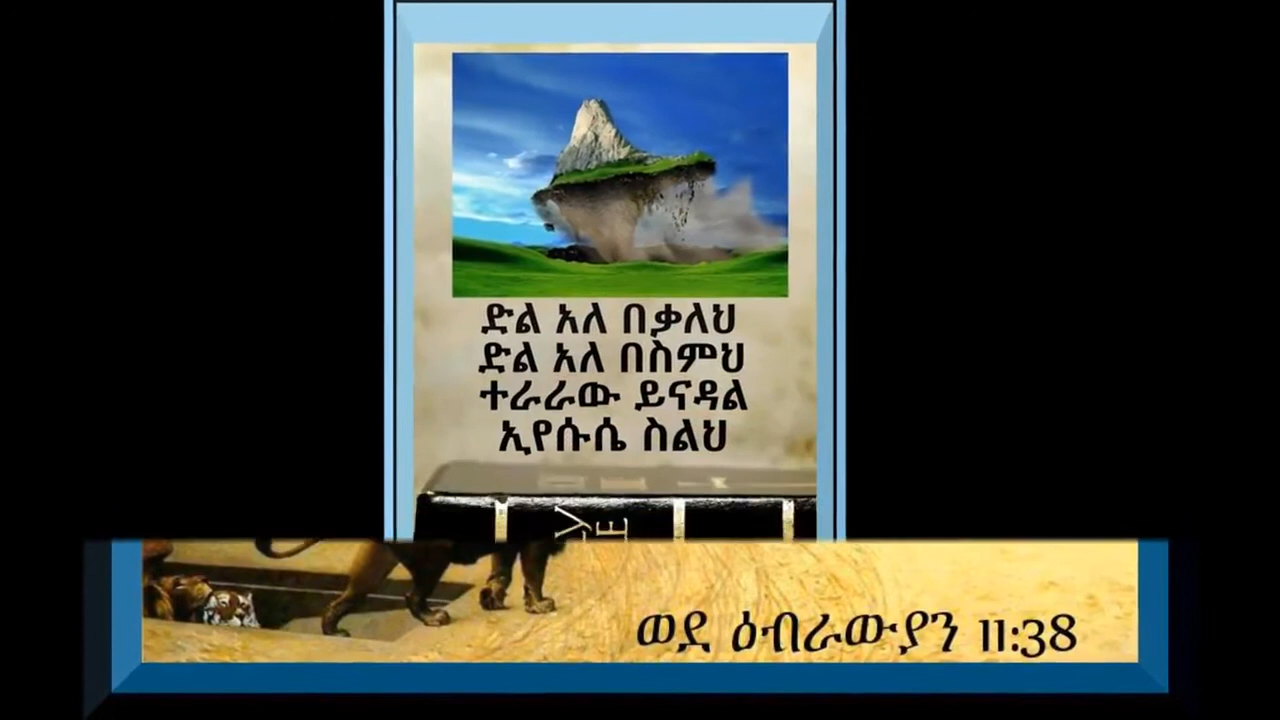 ድል አለ በቃለህ
ድል አለ በስምህ
ተራራው ይናዳል
ኢየሱሴ ስልህ
ወደ ዕብራውያን 11:38